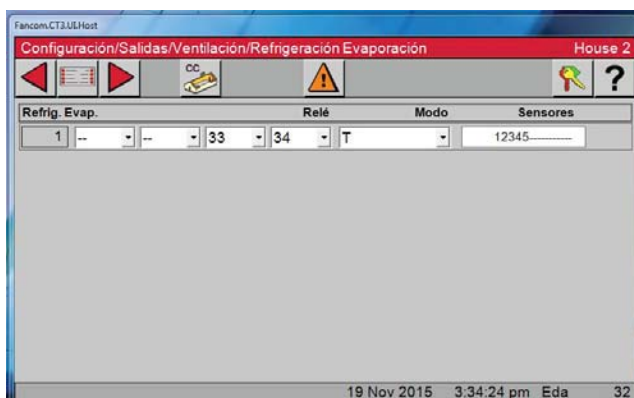 Fancom.CT3.UI.Host
Configuración/Salidas/Ventilación/Refrigeración Evaporación House 2
CC ?
Refrig. Evap. Relé Modo Sensores
1 -- -- 33 34 T 12345-----------
19 Nov 2015 3:34:24 pm Eda 32